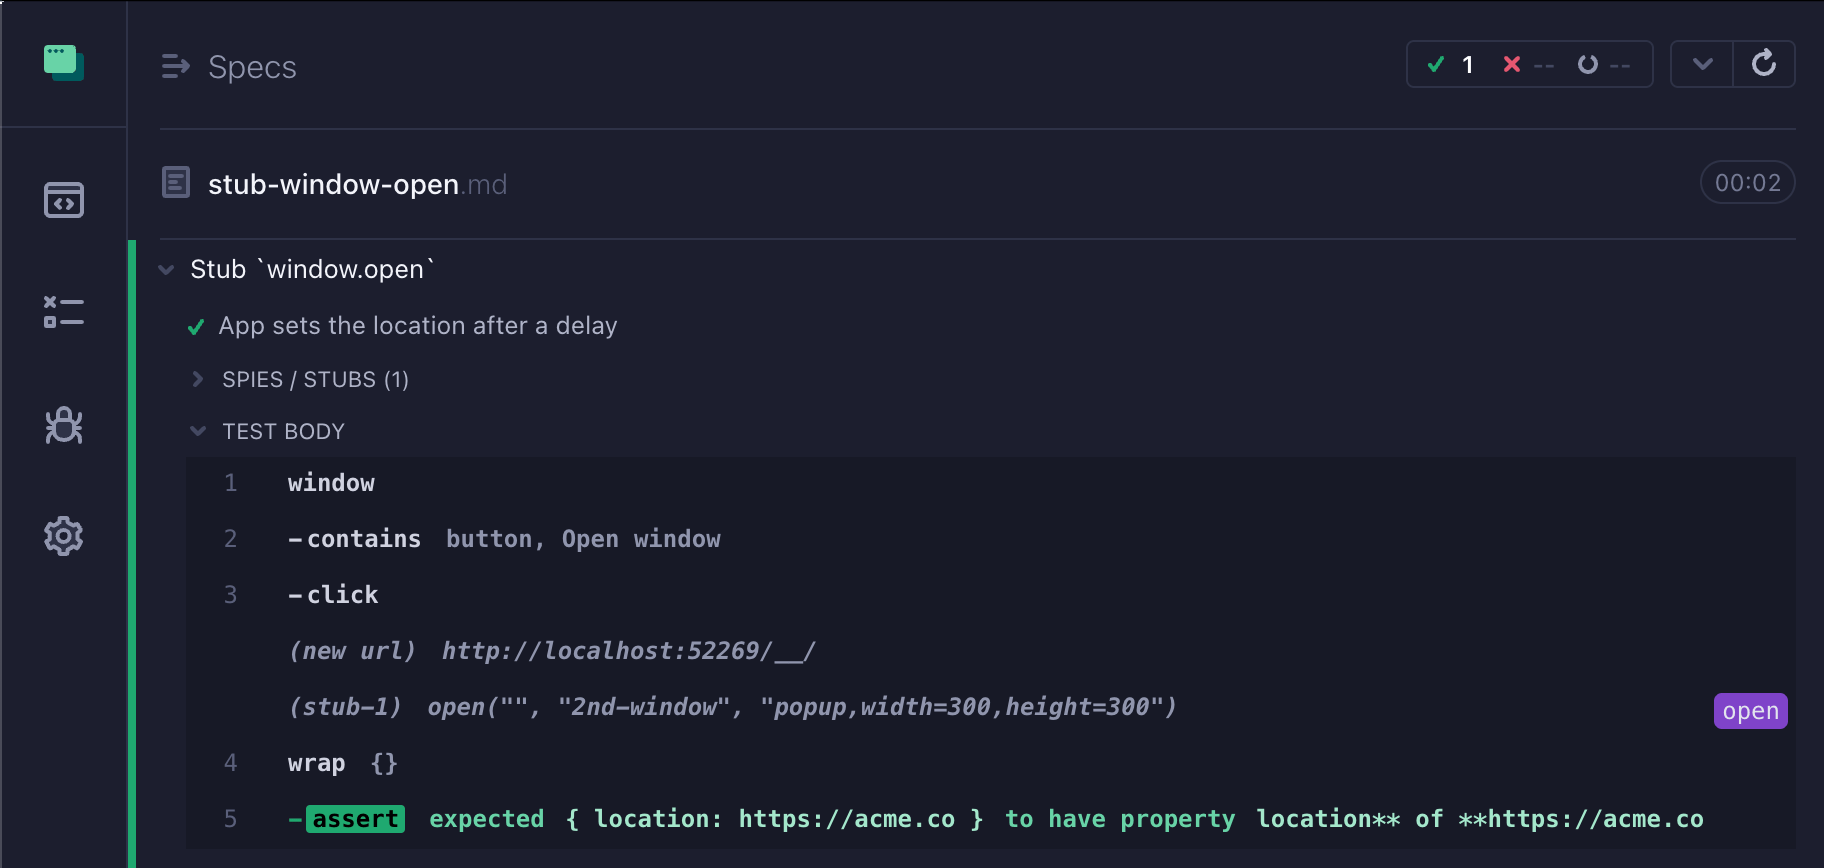 Specs
1 -- --
stub-window-open.md
00:02
Stub `window.open`
App sets the location after a delay
SPIES / STUBS (1)
TEST BODY
1 window
2 -contains button, Open window
3 -click
(new url) http://localhost:52269/__/
(stub-1) open("", "2nd-window", "popup,width=300,height=300") open
4 wrap {}
5 -assert expected { location: https://acme.co } to have property location** of **https://acme.co